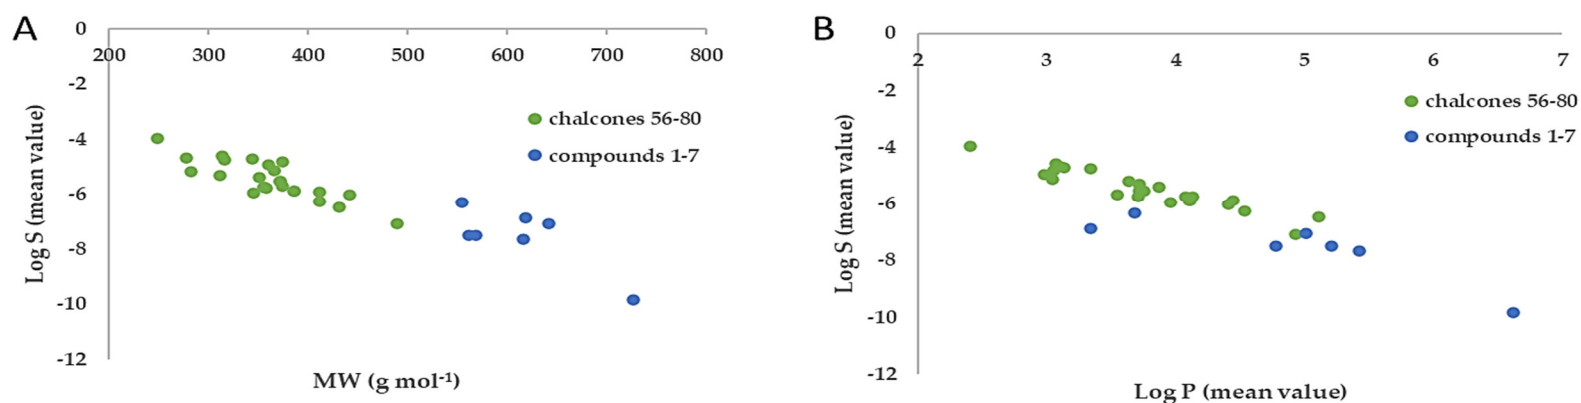 A
0
200 300 400 500 600 700 800
-2
-4
-6
-8
-10
-12
Log S (mean value)
MW (g mol-1)
chalcones 56-80
compounds 1-7
B
0
2 3 4 5 6 7
-2
-4
-6
-8
-10
-12
Log S (mean value)
Log P (mean value)
chalcones 56-80
compounds 1-7